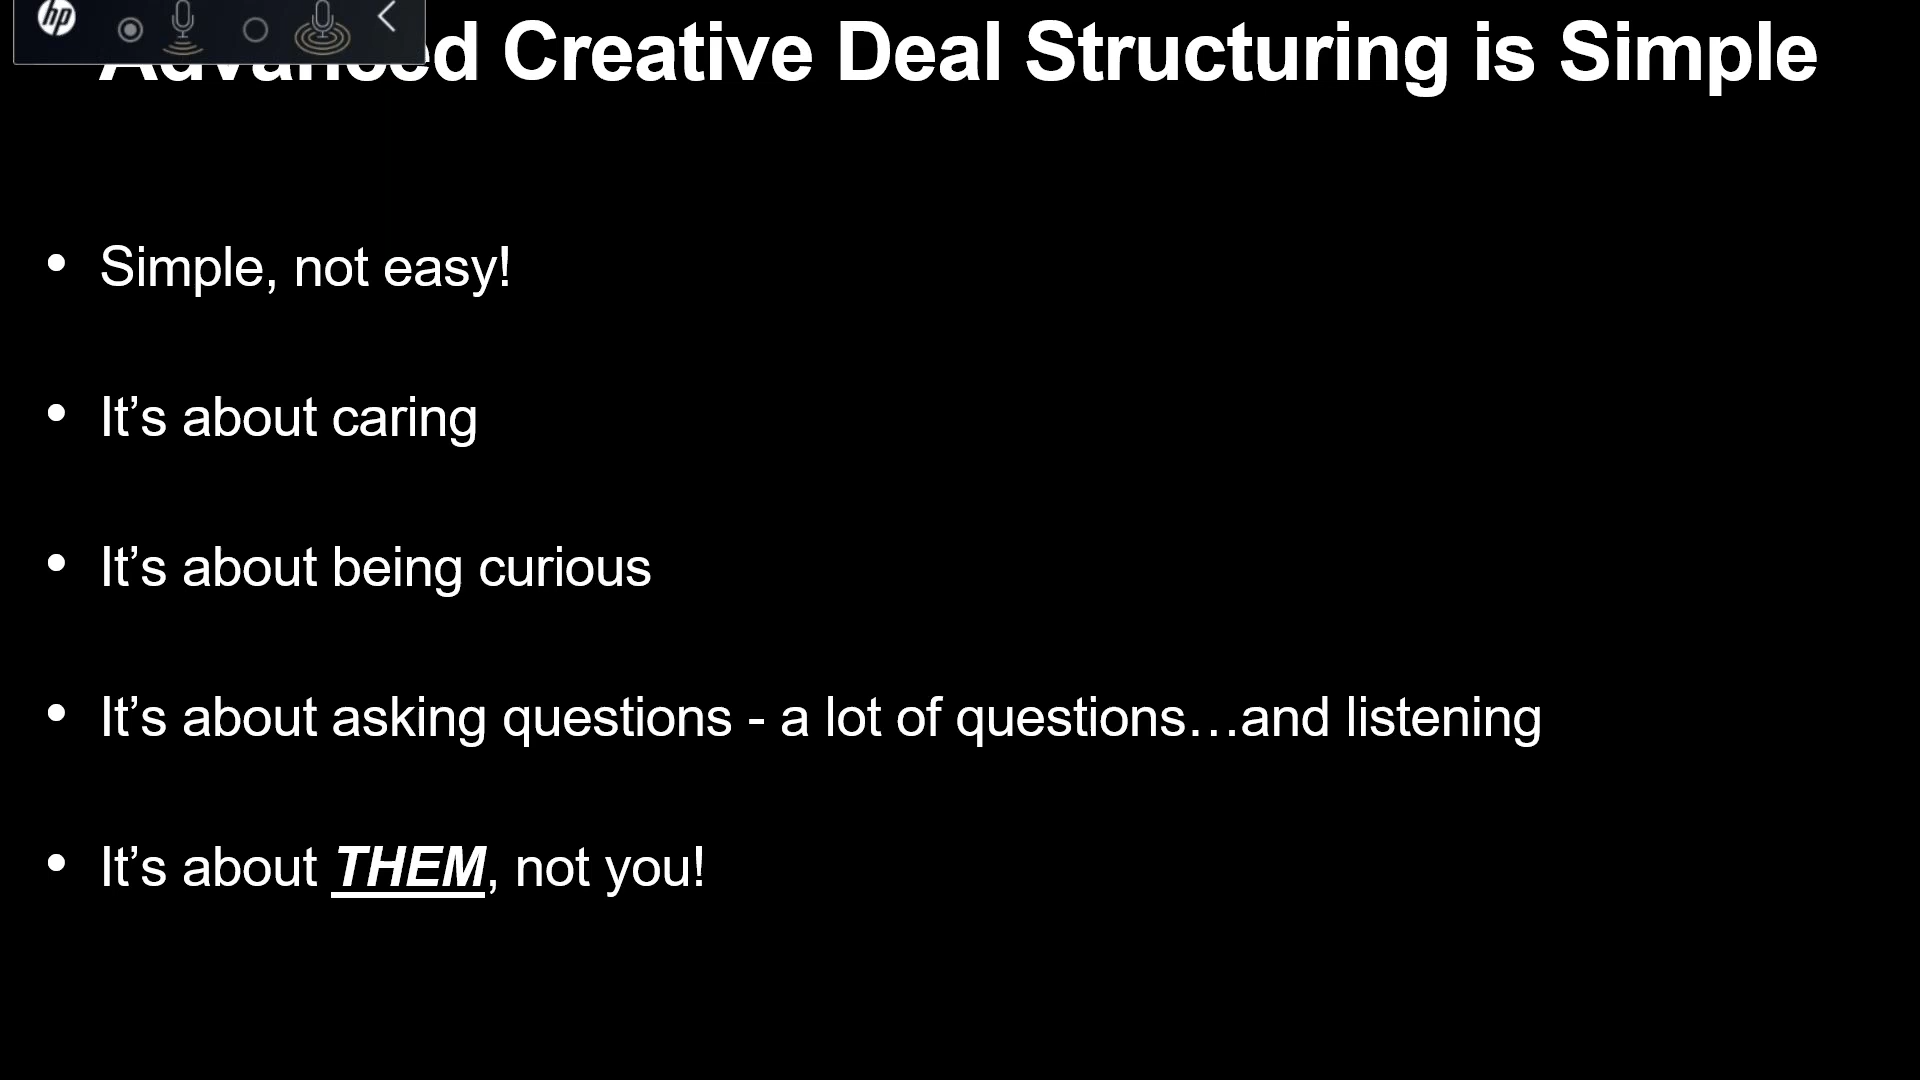 hp
Advanced Creative Deal Structuring is Simple
• Simple, not easy!
• It’s about caring
• It’s about being curious
• It’s about asking questions - a lot of questions…and listening
• It’s about THEM, not you!